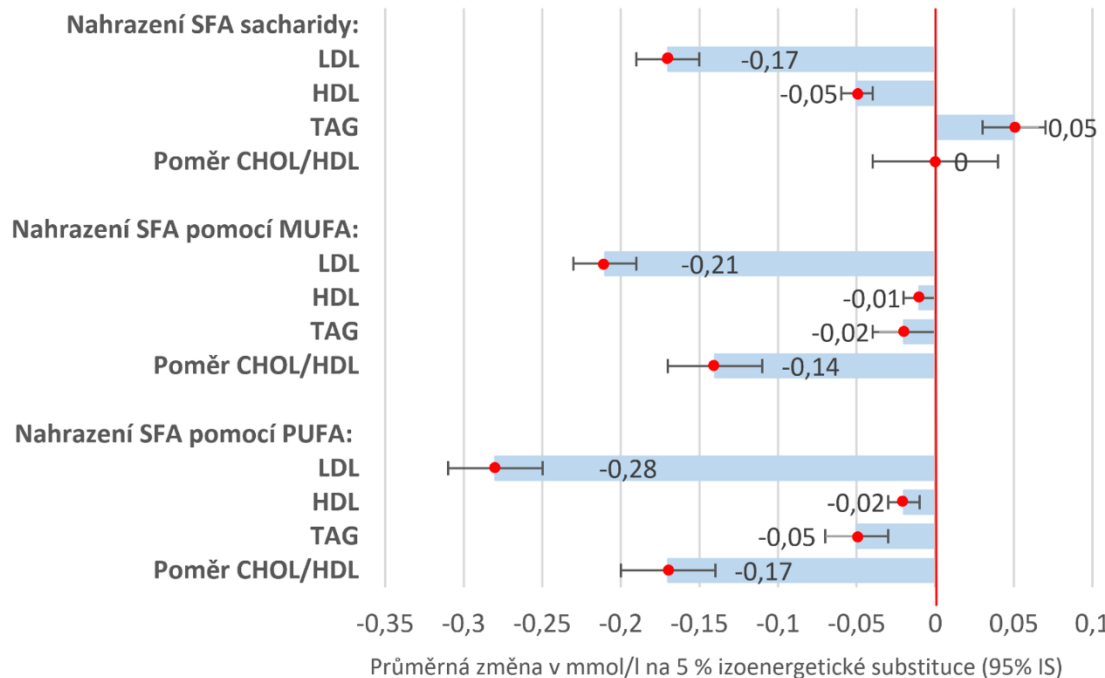 Nahrazení SFA sacharidy:
LDL -0,17
HDL -0,05
TAG 0,05
Poměr CHOL/HDL 0
Nahrazení SFA pomocí MUFA:
LDL -0,21
HDL -0,01
TAG -0,02
Poměr CHOL/HDL -0,14
Nahrazení SFA pomocí PUFA:
LDL -0,28
HDL -0,02
TAG -0,05
Poměr CHOL/HDL -0,17
-0,35 -0,3 -0,25 -0,2 -0,15 -0,1 -0,05 0 0,05 0,1
Průměrná změna v mmol/l na 5 % izoenergetické substituce (95% IS)